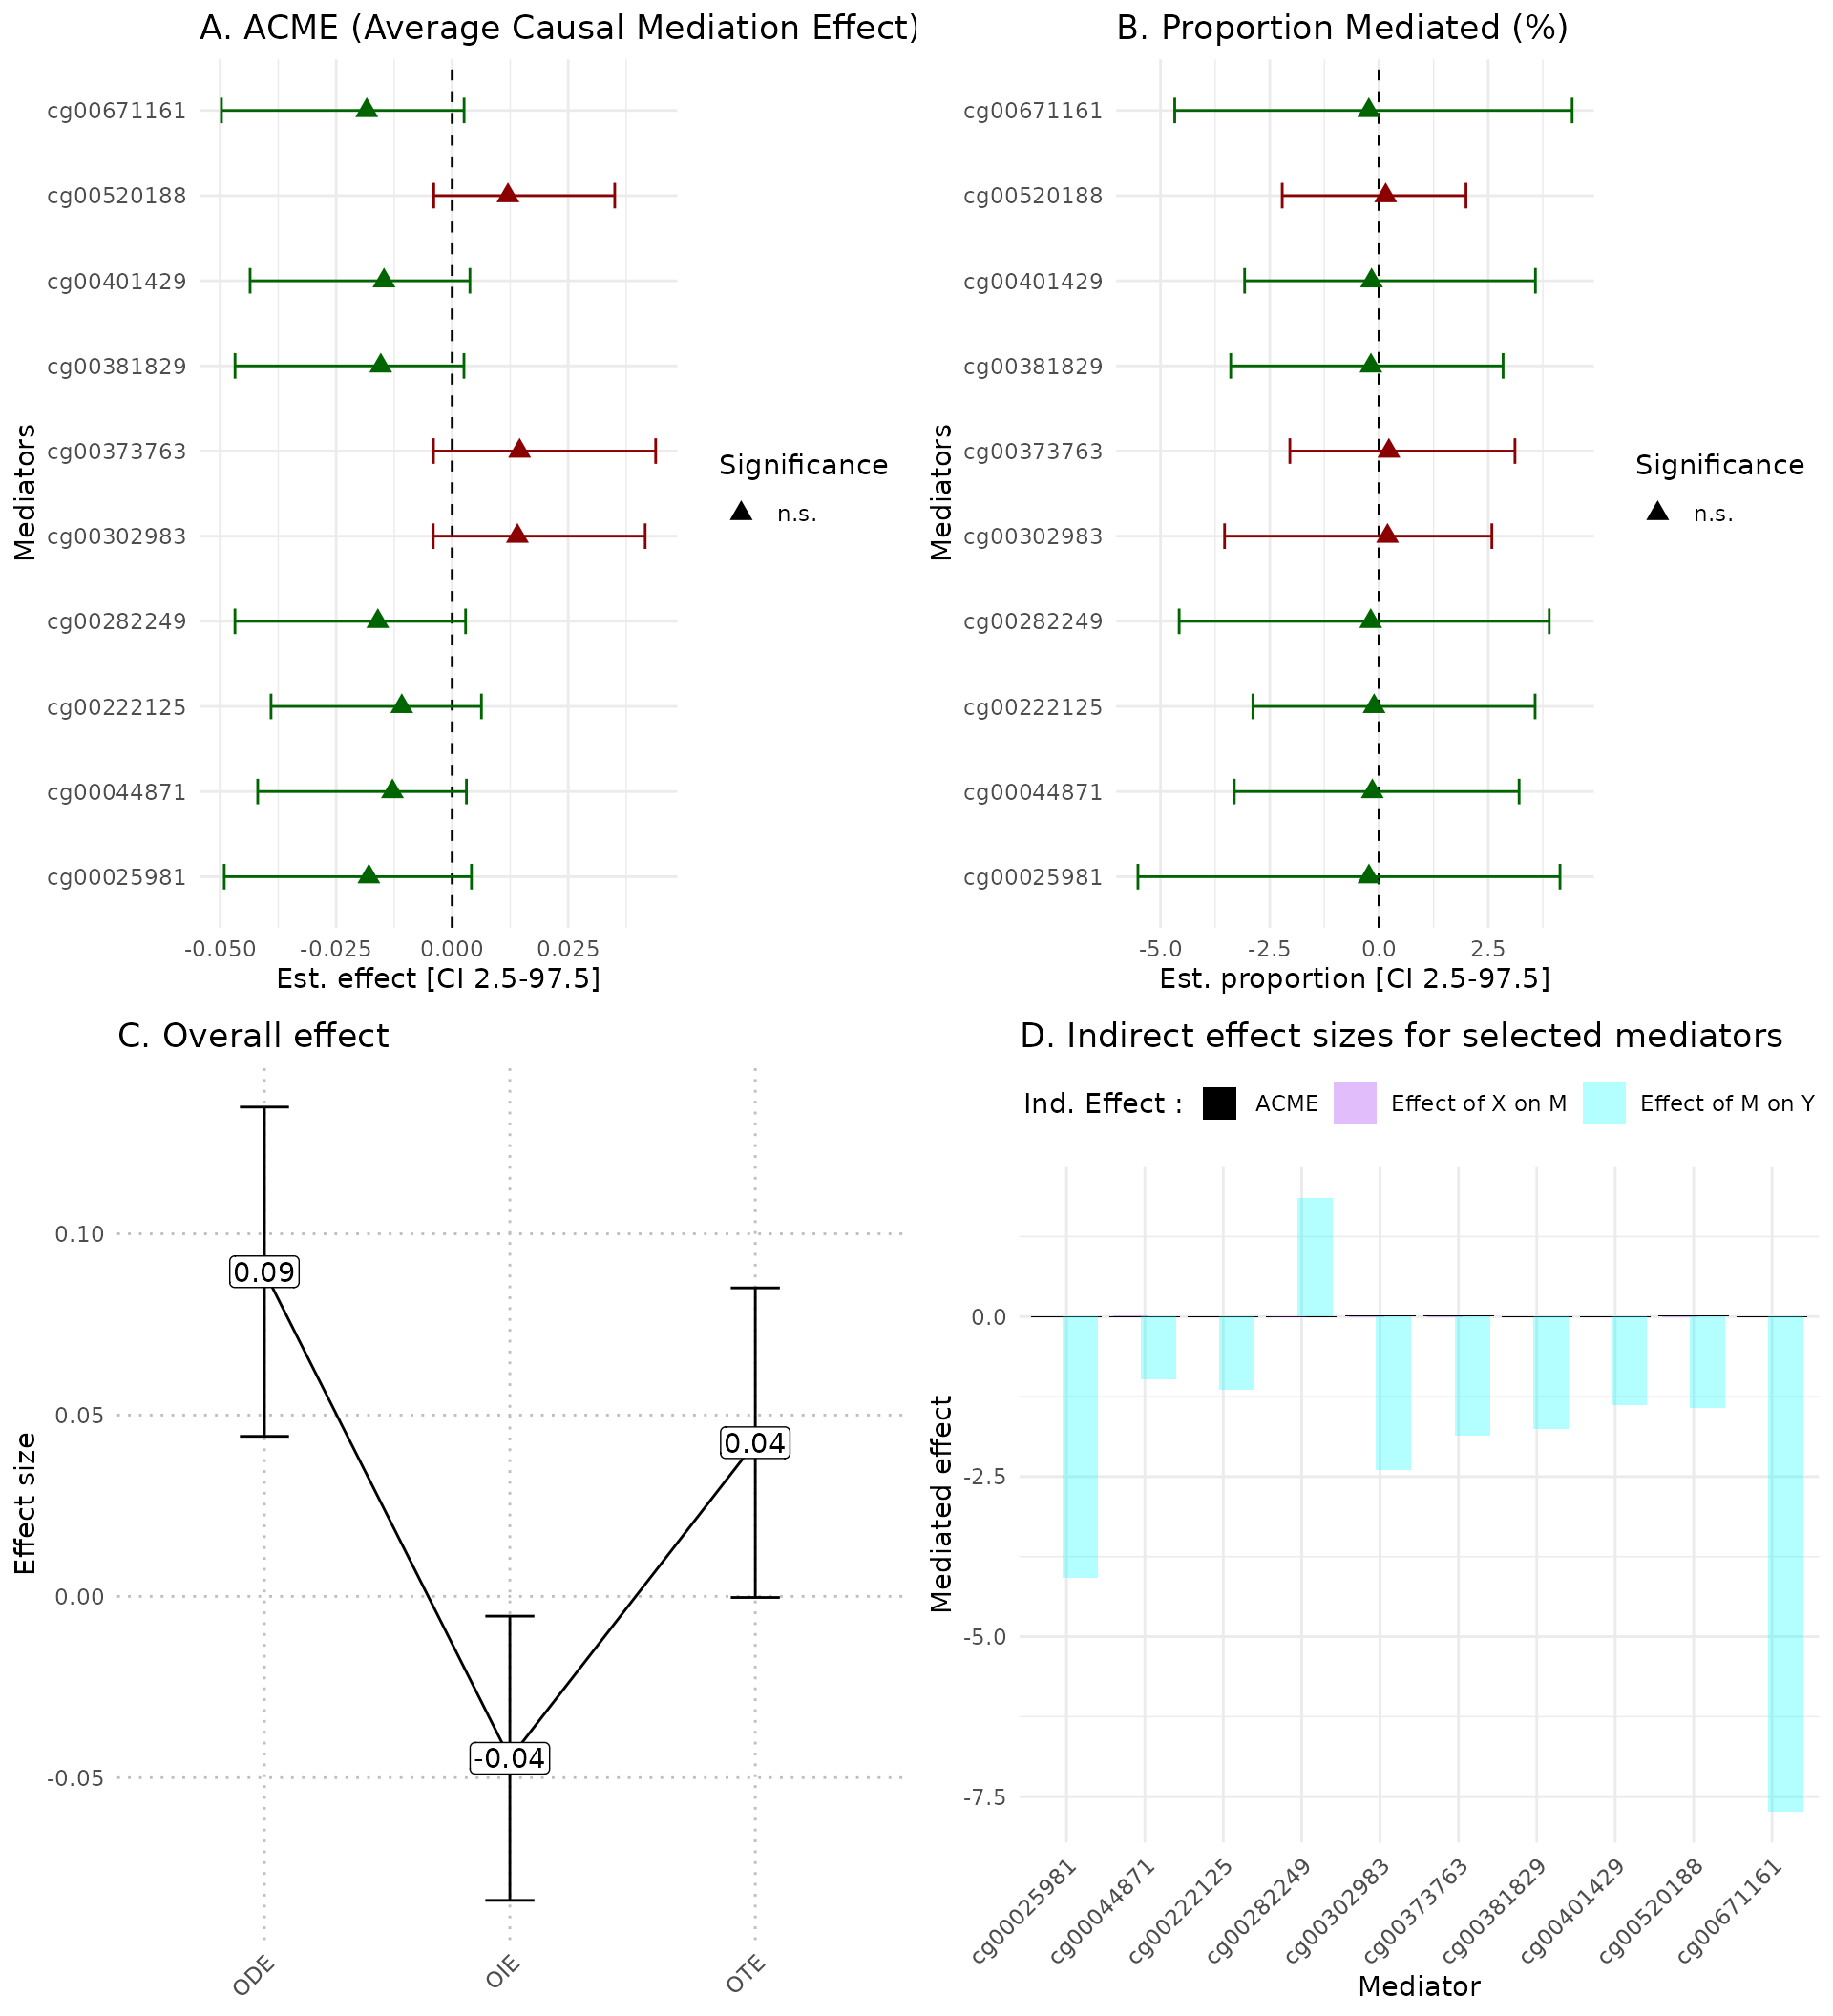 A. ACME (Average Causal Mediation Effect)
Mediators
cg00671161
cg00520188
cg00401429
cg00381829
cg00373763
cg00302983
cg00282249
cg00222125
cg00044871
cg00025981
-0.050 -0.025 0.000 0.025
Est. effect [CI 2.5-97.5]
Significance
n.s.
B. Proportion Mediated (%)
Mediators
cg00671161
cg00520188
cg00401429
cg00381829
cg00373763
cg00302983
cg00282249
cg00222125
cg00044871
cg00025981
-5.0 -2.5 0.0 2.5
Est. proportion [CI 2.5-97.5]
Significance
n.s.
C. Overall effect
Effect size
0.10
0.05
0.00
-0.05
0.09
-0.04
0.04
ODE
OIE
OTE
D. Indirect effect sizes for selected mediators
Ind. Effect : ACME Effect of X on M Effect of M on Y
Mediated effect
0.0
-2.5
-5.0
-7.5
cg00025981
cg00044871
cg00222125
cg00282249
cg00302983
cg00373763
cg00381829
cg00401429
cg00520188
cg00671161
Mediator